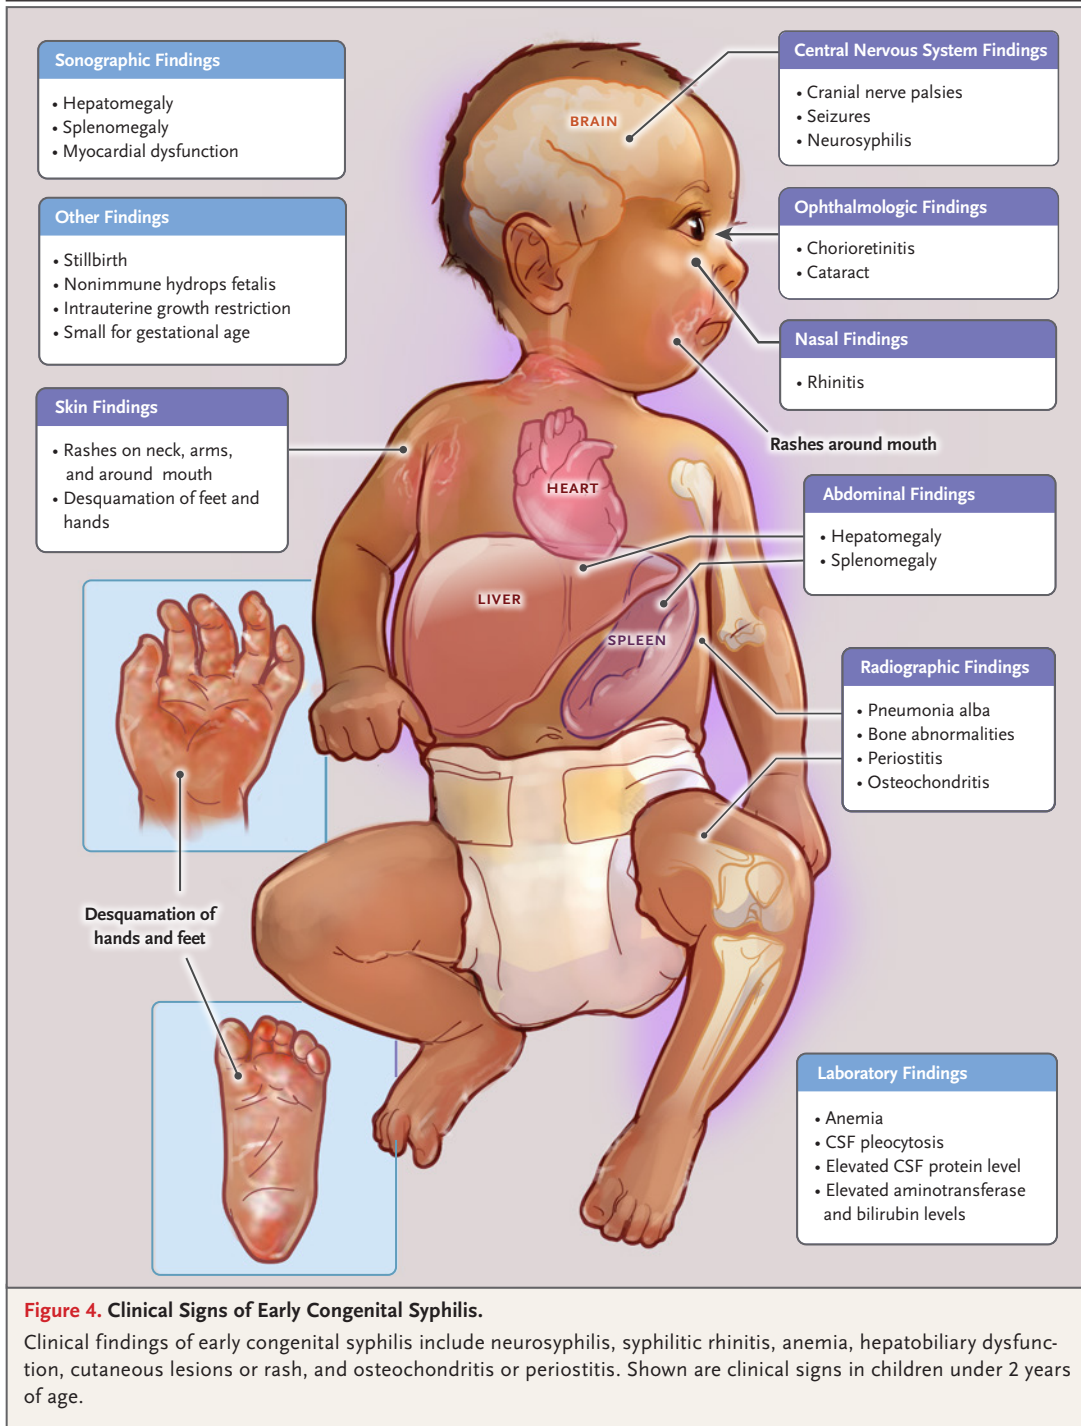 Sonographic Findings
• Hepatomegaly
• Splenomegaly
• Myocardial dysfunction
Other Findings
• Stillbirth
• Nonimmune hydrops fetalis
• Intrauterine growth restriction
• Small for gestational age
Skin Findings
• Rashes on neck, arms,
and around mouth
• Desquamation of feet and
hands
Desquamation of
hands and feet
BRAIN
HEART
LIVER
SPLEEN
Central Nervous System Findings
• Cranial nerve palsies
• Seizures
• Neurosyphilis
Ophthalmologic Findings
• Chorioretinitis
• Cataract
Nasal Findings
• Rhinitis
Rashes around mouth
Abdominal Findings
• Hepatomegaly
• Splenomegaly
Radiographic Findings
• Pneumonia alba
• Bone abnormalities
• Periostitis
• Osteochondritis
Laboratory Findings
• Anemia
• CSF pleocytosis
• Elevated CSF protein level
• Elevated aminotransferase
and bilirubin levels
Figure 4. Clinical Signs of Early Congenital Syphilis.
Clinical findings of early congenital syphilis include neurosyphilis, syphilitic rhinitis, anemia, hepatobiliary dysfunc-
tion, cutaneous lesions or rash, and osteochondritis or periostitis. Shown are clinical signs in children under 2 years
of age.